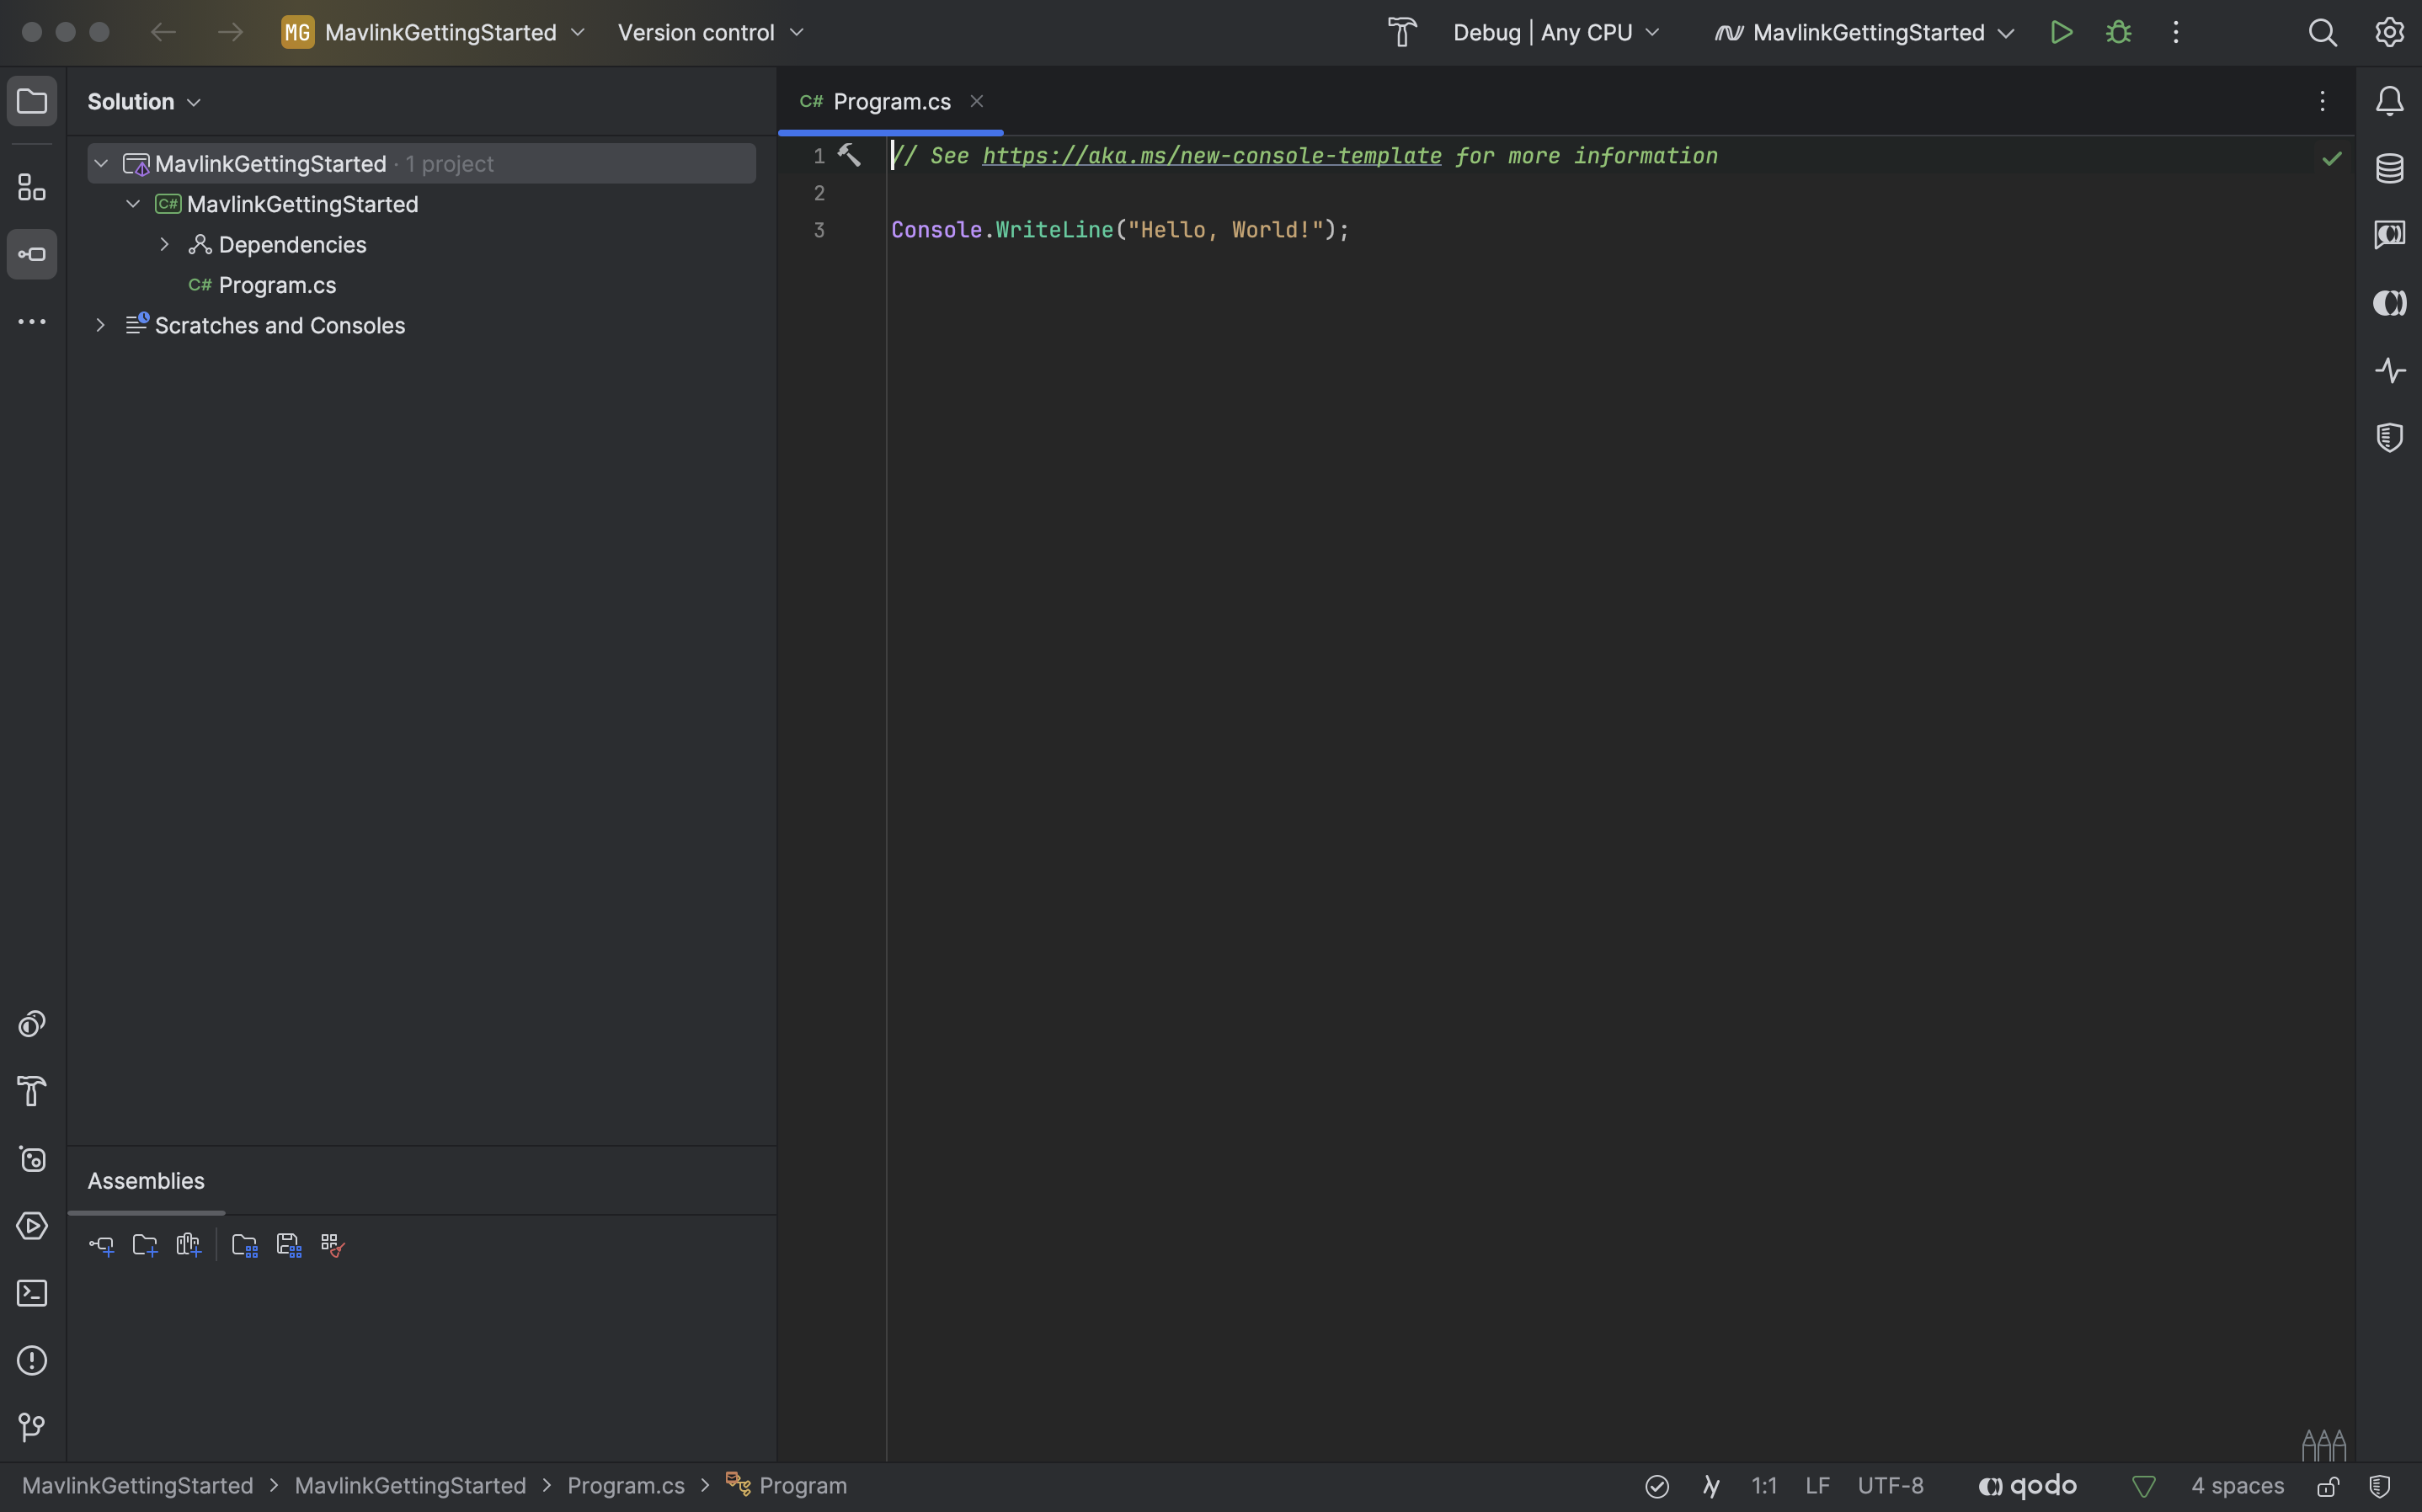 MG MavlinkGettingStarted Version control Debug | Any CPU MavlinkGettingStarted
Solution
MavlinkGettingStarted · 1 project
C# MavlinkGettingStarted
Dependencies
C# Program.cs
Scratches and Consoles
C# Program.cs
1 // See https://aka.ms/new-console-template for more information
2
3 Console.WriteLine("Hello, World!");
Assemblies
MavlinkGettingStarted > MavlinkGettingStarted > Program.cs > Program 1:1 LF UTF-8 qodo 4 spaces